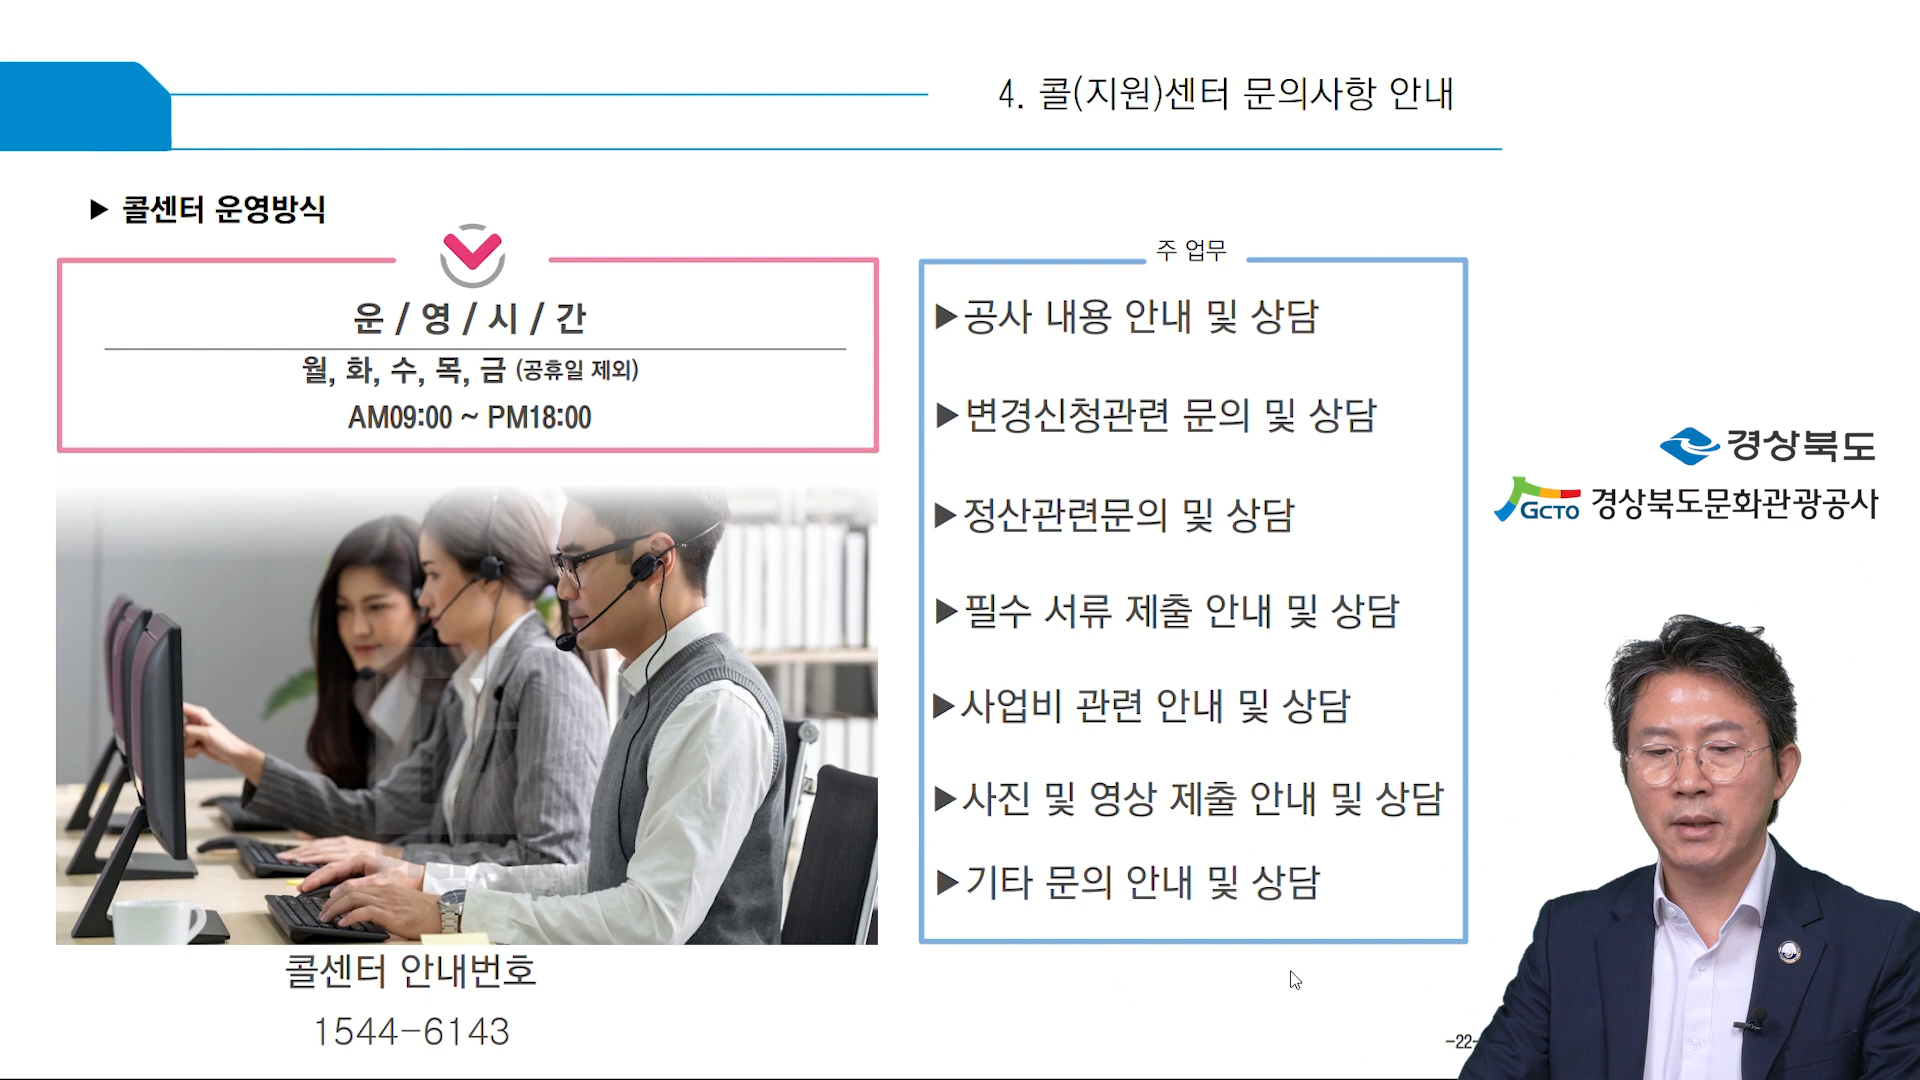 4. 콜(지원)센터 문의사항 안내
▶ 콜센터 운영방식
운 / 영 / 시 / 간
월, 화, 수, 목, 금 (공휴일 제외)
AM09:00 ~ PM18:00
콜센터 안내번호
1544-6143
주 업무
▶공사 내용 안내 및 상담
▶변경신청관련 문의 및 상담
▶정산관련문의 및 상담
▶필수 서류 제출 안내 및 상담
▶사업비 관련 안내 및 상담
▶사진 및 영상 제출 안내 및 상담
▶기타 문의 안내 및 상담
경상북도
GCTO 경상북도문화관광공사
-22-